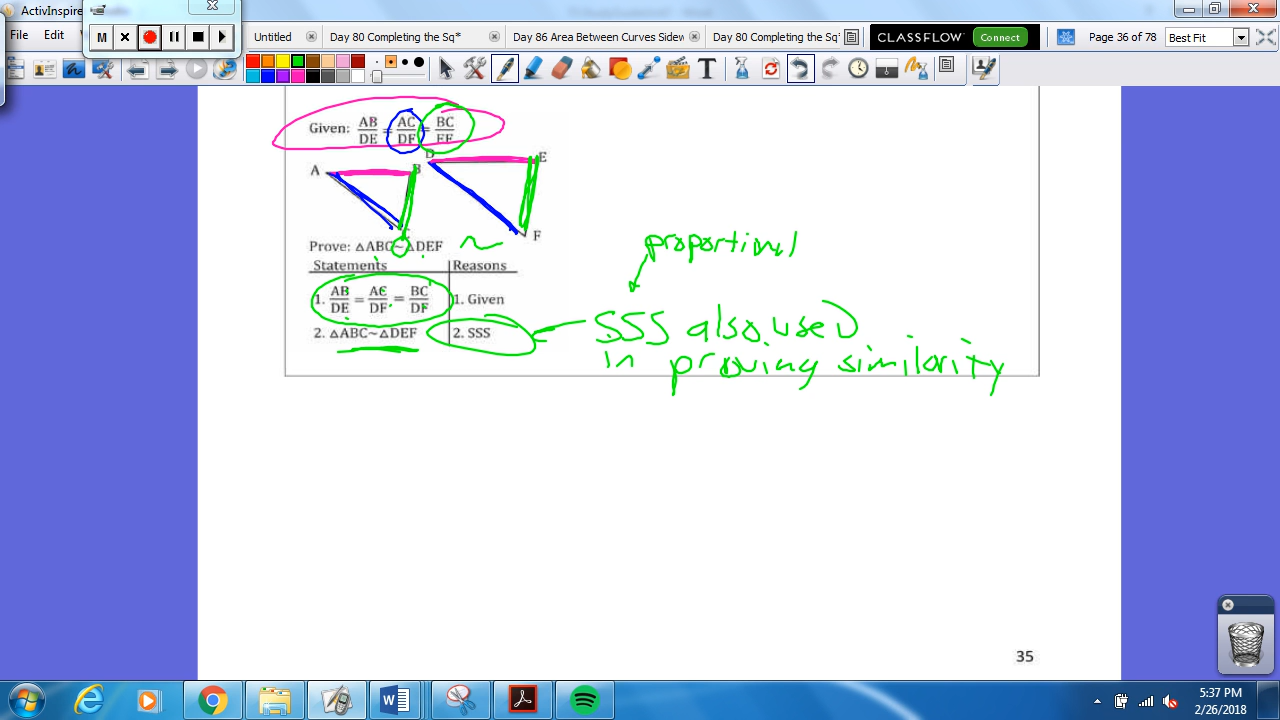 ActivInspire
File Edit
M
Untitled
Day 80 Completing the Sq*
Day 86 Area Between Curves Sidew
Day 80 Completing the Sq
CLASSFLOW Connect
Page 36 of 78
Best Fit
T
Given: AB/DE = AC/DF = BC/EF
A B
D E
F
Prove: △ABC~△DEF ~
proportional
Statements Reasons
1. AB/DE = AC/DF = BC/DF 1. Given
2. △ABC~△DEF 2. SSS
SSS also used
in proving similarity
35
5:37 PM
2/26/2018